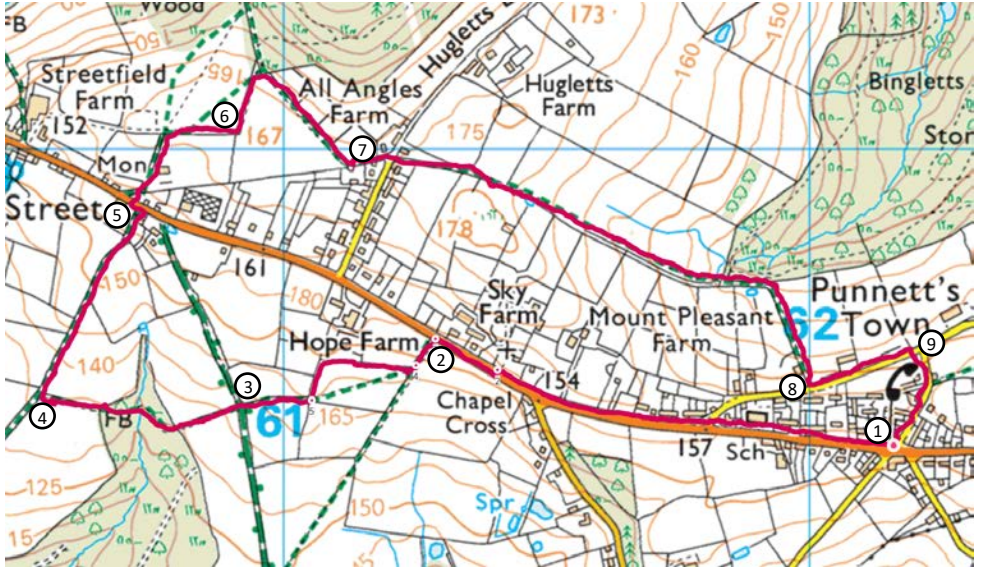 FB
Wood
150
165
173
160
150
Streetfield
Farm
152
6
167
All Angles
Farm
Hugletts
Hugletts
Farm
Bingletts
Stor
175
7
Mon
Street
5
178
161
150
180
Sky
Farm
Mount Pleasant
Farm
Punnett's
Town
62
9
Hope Farm
2
140
3
4
FB
61
165
154
Chapel
Cross
8
157
Sch
1
125
150
Spr
15